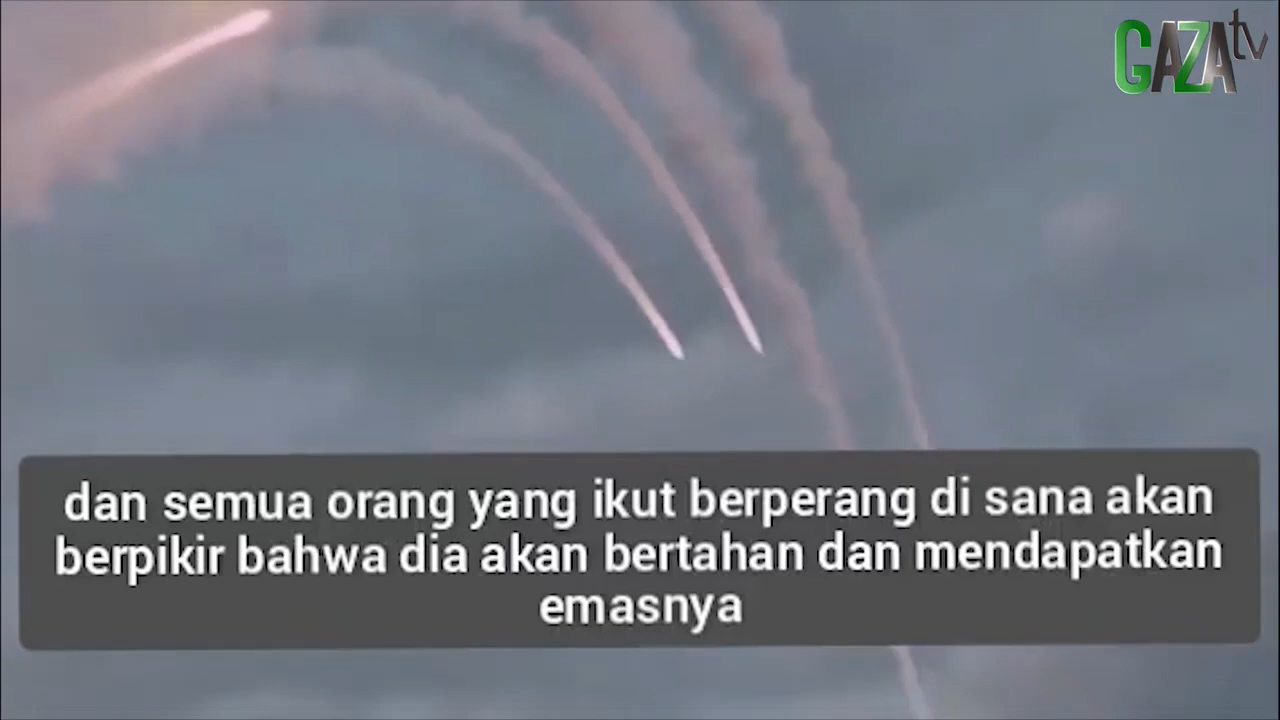 GAZAtv
dan semua orang yang ikut berperang di sana akan
berpikir bahwa dia akan bertahan dan mendapatkan
emasnya